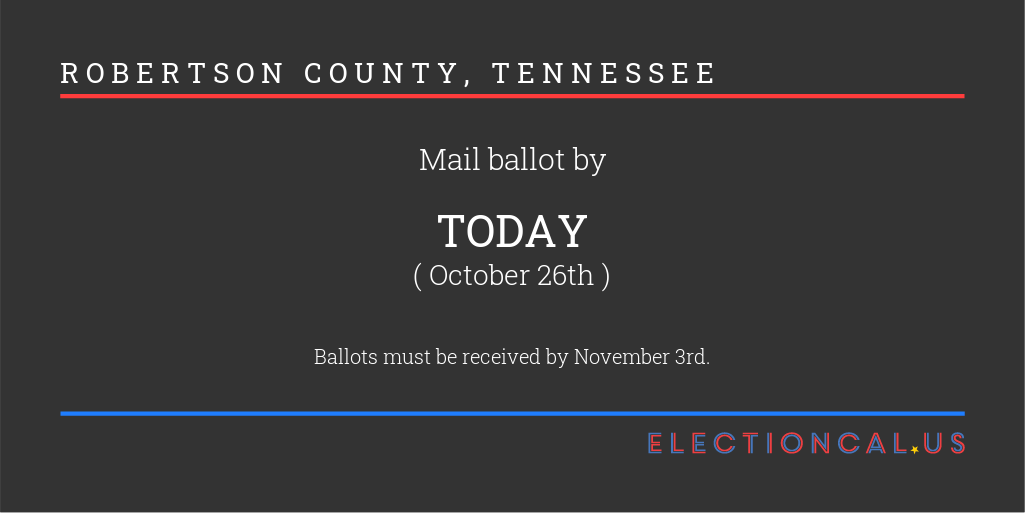 ROBERTSON COUNTY, TENNESSEE
Mail ballot by
TODAY
( October 26th )
Ballots must be received by November 3rd.
ELECTIONCAL.US